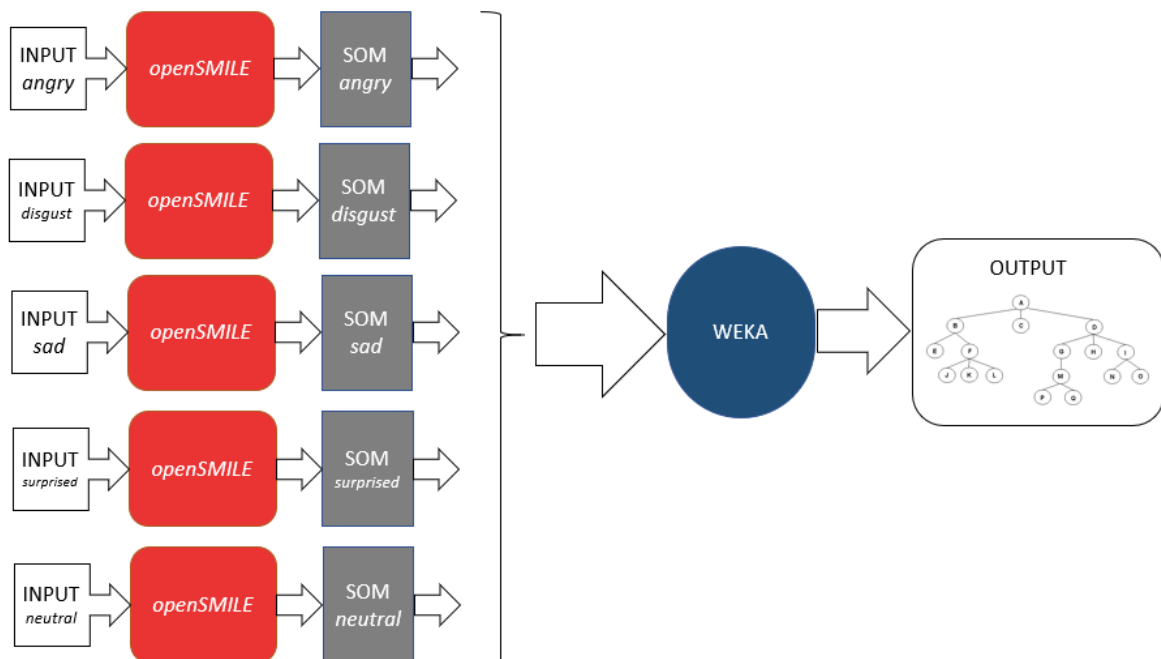 INPUT
angry
openSMILE
SOM
angry
INPUT
disgust
openSMILE
SOM
disgust
INPUT
sad
openSMILE
SOM
sad
INPUT
surprised
openSMILE
SOM
surprised
INPUT
neutral
openSMILE
SOM
neutral
WEKA
OUTPUT
A
B C D
E F G H I
J K L M N O
P Q